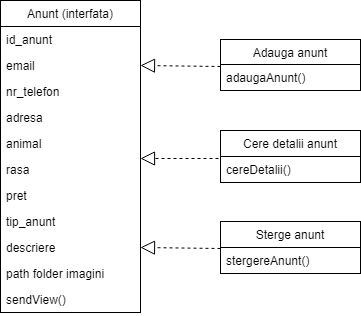 Anunt (interfata)
id_anunt
email
nr_telefon
adresa
animal
rasa
pret
tip_anunt
descriere
path folder imagini
sendView()
Adauga anunt
adaugaAnunt()
Cere detalii anunt
cereDetalii()
Sterge anunt
stergereAnunt()